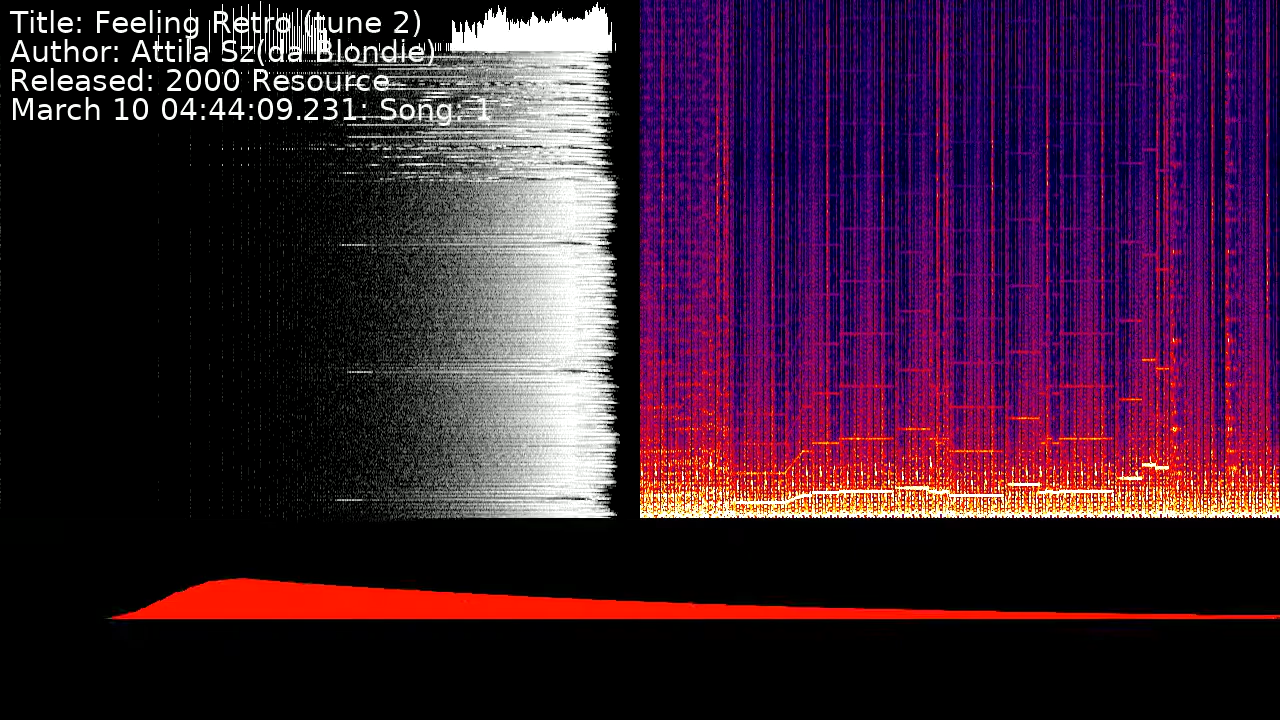 Title: Feeling Retro (tune 2)
Author: Attila Sz(da Blondie)
Released: 2000 Resource
March 10 04:44:09.231: Song: 1